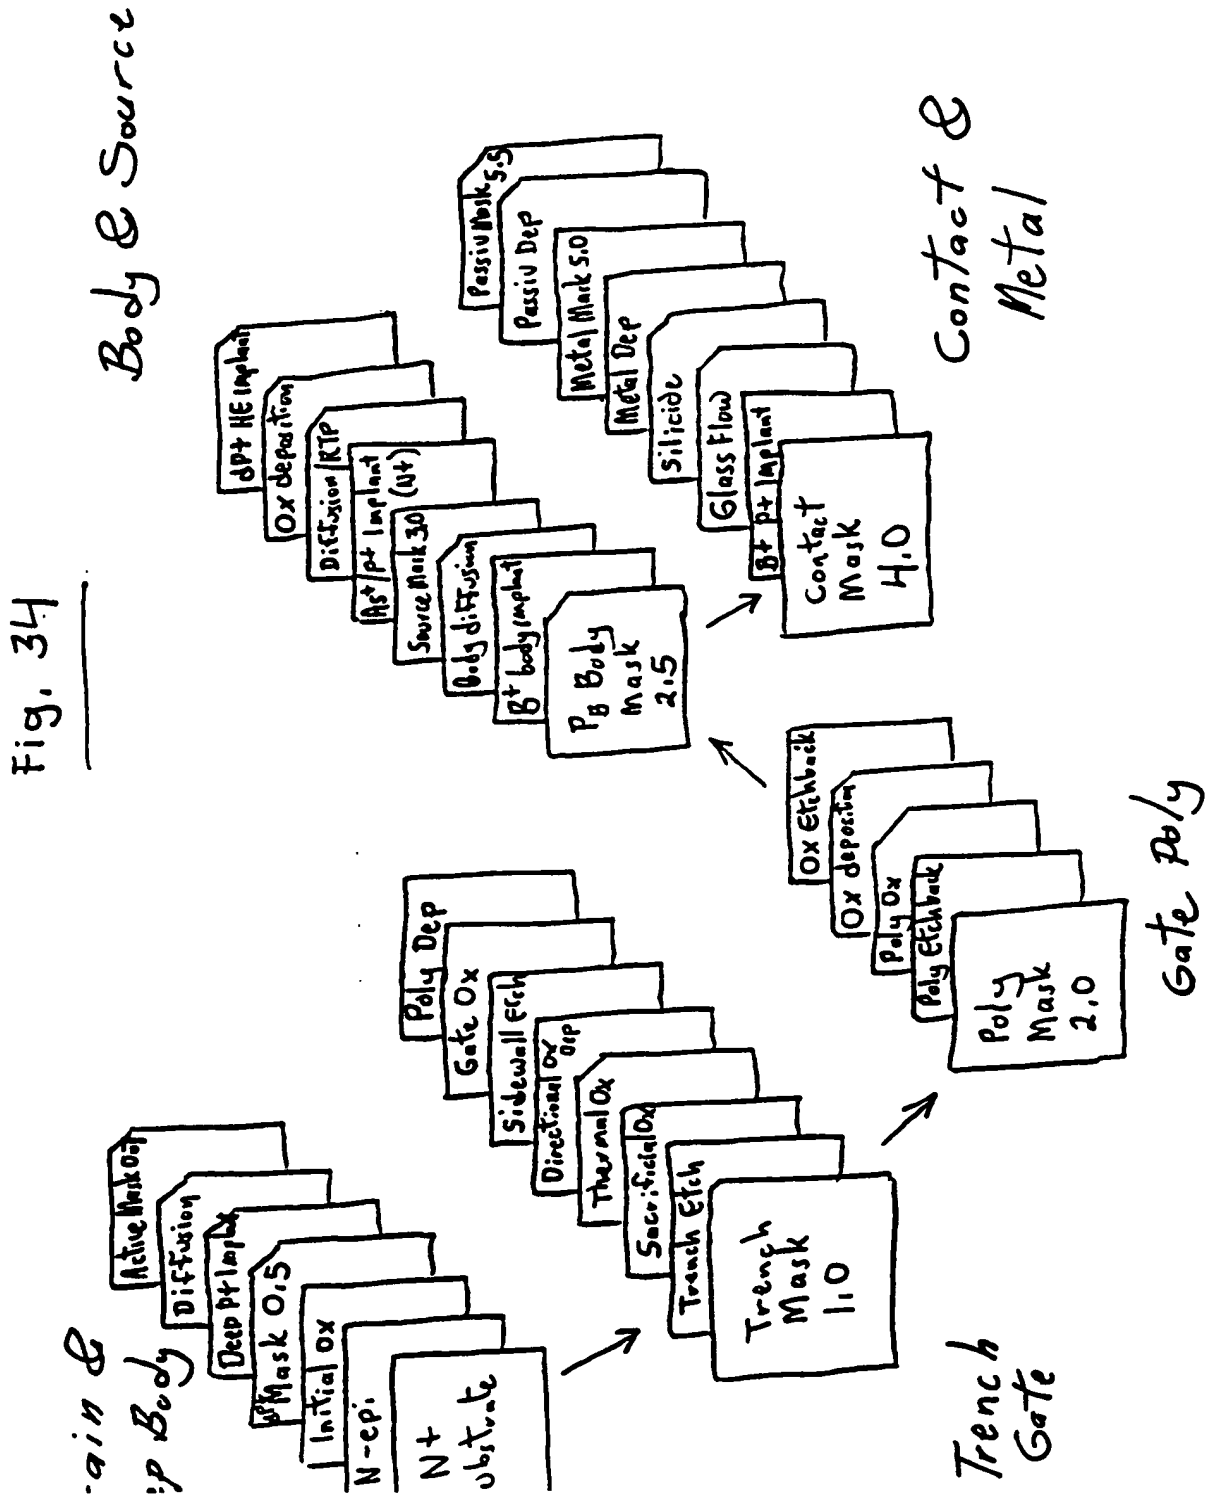 Fig. 34
ain &
p Body
N+
ubstrate
N-epi
Initial Ox
Mask 0.5
Deep P+ Implant
Diffusion
Active Mask
Trench
Gate
Trench
Mask
1.0
Trench Etch
Sacrificial Ox
Thermal Ox
Directional Ox
Dep
Sidewall Etch
Gate Ox
Poly Dep
Gate Poly
Poly
Mask
2.0
Poly Etchback
Poly Ox
Ox deposition
Ox Etchback
Body & Source
PB Body
Mask
2.5
B+ body Implant
Body diffusion
Source Mask 3.0
As+/P+ Implant
(N+)
Diffusion/RTP
Ox deposition
dP+ HE Implant
Contact &
Metal
Contact
Mask
4.0
B+ P+ Implant
Glass Flow
Silicide
Metal Dep
Metal Mask 5.0
Passiv Dep
Passiv Mask
5.5